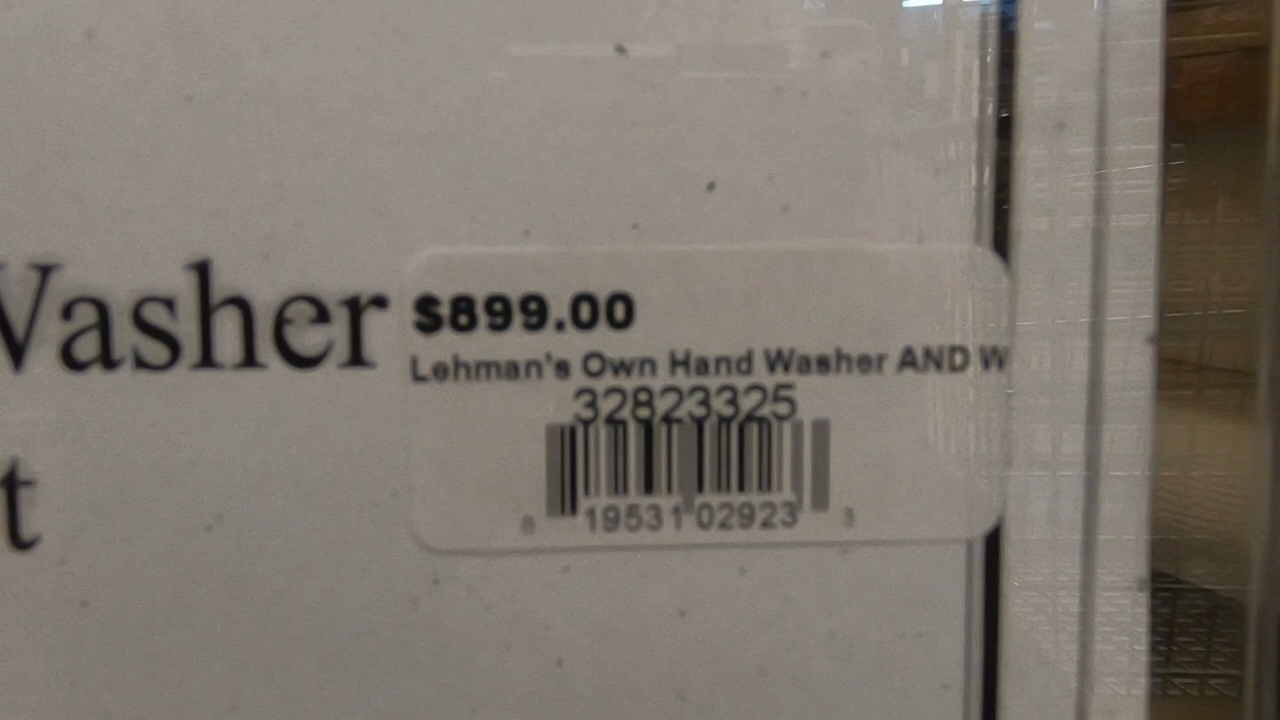 Washer
t
$899.00
Lehman's Own Hand Washer AND W
32823325
8 19531 02923 3